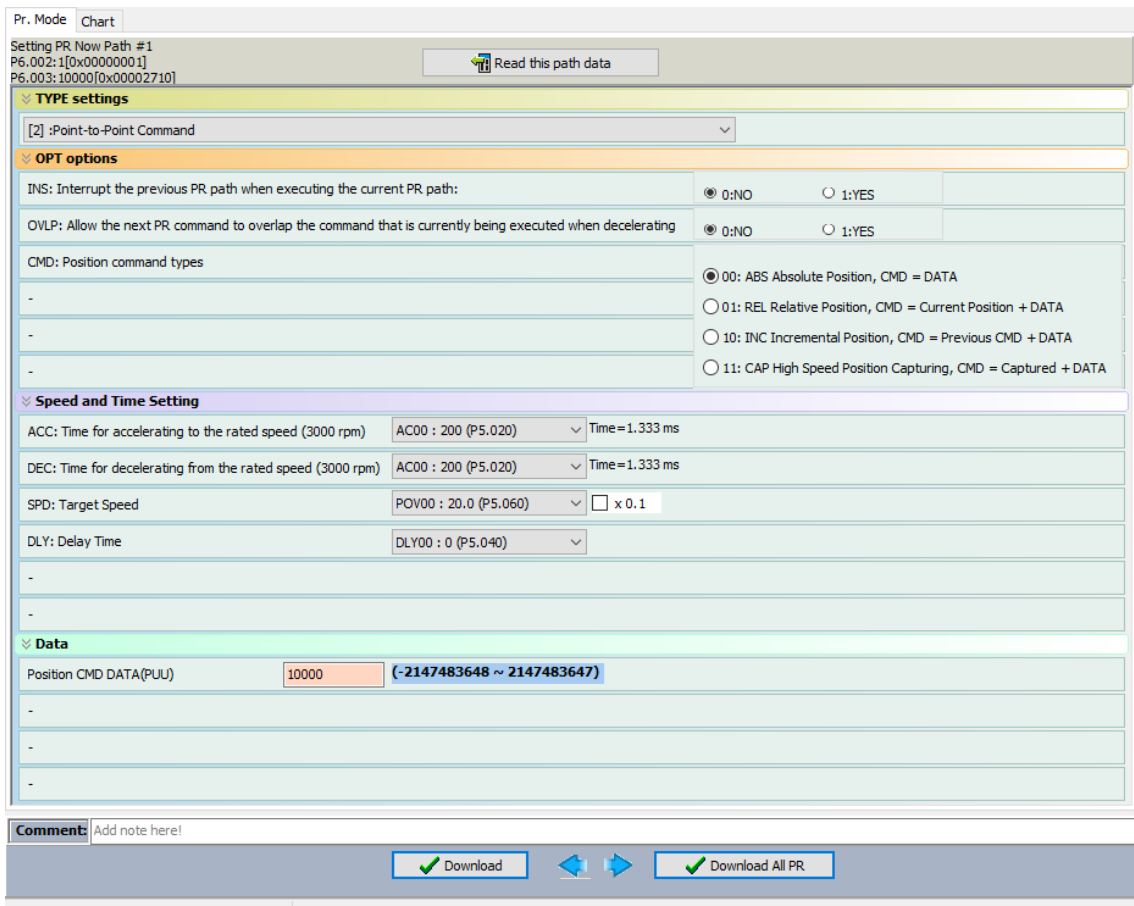 Pr. Mode Chart
Setting PR Now Path #1
P6.002:1[0x00000001]
P6.003:10000[0x00002710]
Read this path data
TYPE settings
[2] :Point-to-Point Command
OPT options
INS: Interrupt the previous PR path when executing the current PR path: 0:NO 1:YES
OVLP: Allow the next PR command to overlap the command that is currently being executed when decelerating 0:NO 1:YES
CMD: Position command types
00: ABS Absolute Position, CMD = DATA
-
01: REL Relative Position, CMD = Current Position + DATA
-
10: INC Incremental Position, CMD = Previous CMD + DATA
-
11: CAP High Speed Position Capturing, CMD = Captured + DATA
Speed and Time Setting
ACC: Time for accelerating to the rated speed (3000 rpm) AC00 : 200 (P5.020) Time=1.333 ms
DEC: Time for decelerating from the rated speed (3000 rpm) AC00 : 200 (P5.020) Time=1.333 ms
SPD: Target Speed POV00 : 20.0 (P5.060) x 0.1
DLY: Delay Time DLY00 : 0 (P5.040)
-
-
Data
Position CMD DATA(PUU) 10000 (-2147483648 ~ 2147483647)
-
-
-
Comment: Add note here!
Download Download All PR